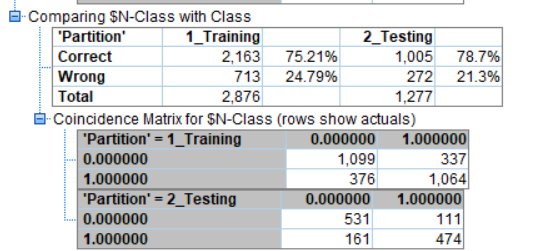 Comparing $N-Class with Class
'Partition' 1_Training 2_Testing
Correct 2,163 75.21% 1,005 78.7%
Wrong 713 24.79% 272 21.3%
Total 2,876 1,277
Coincidence Matrix for $N-Class (rows show actuals)
'Partition' = 1_Training 0.000000 1.000000
0.000000 1,099 337
1.000000 376 1,064
'Partition' = 2_Testing 0.000000 1.000000
0.000000 531 111
1.000000 161 474